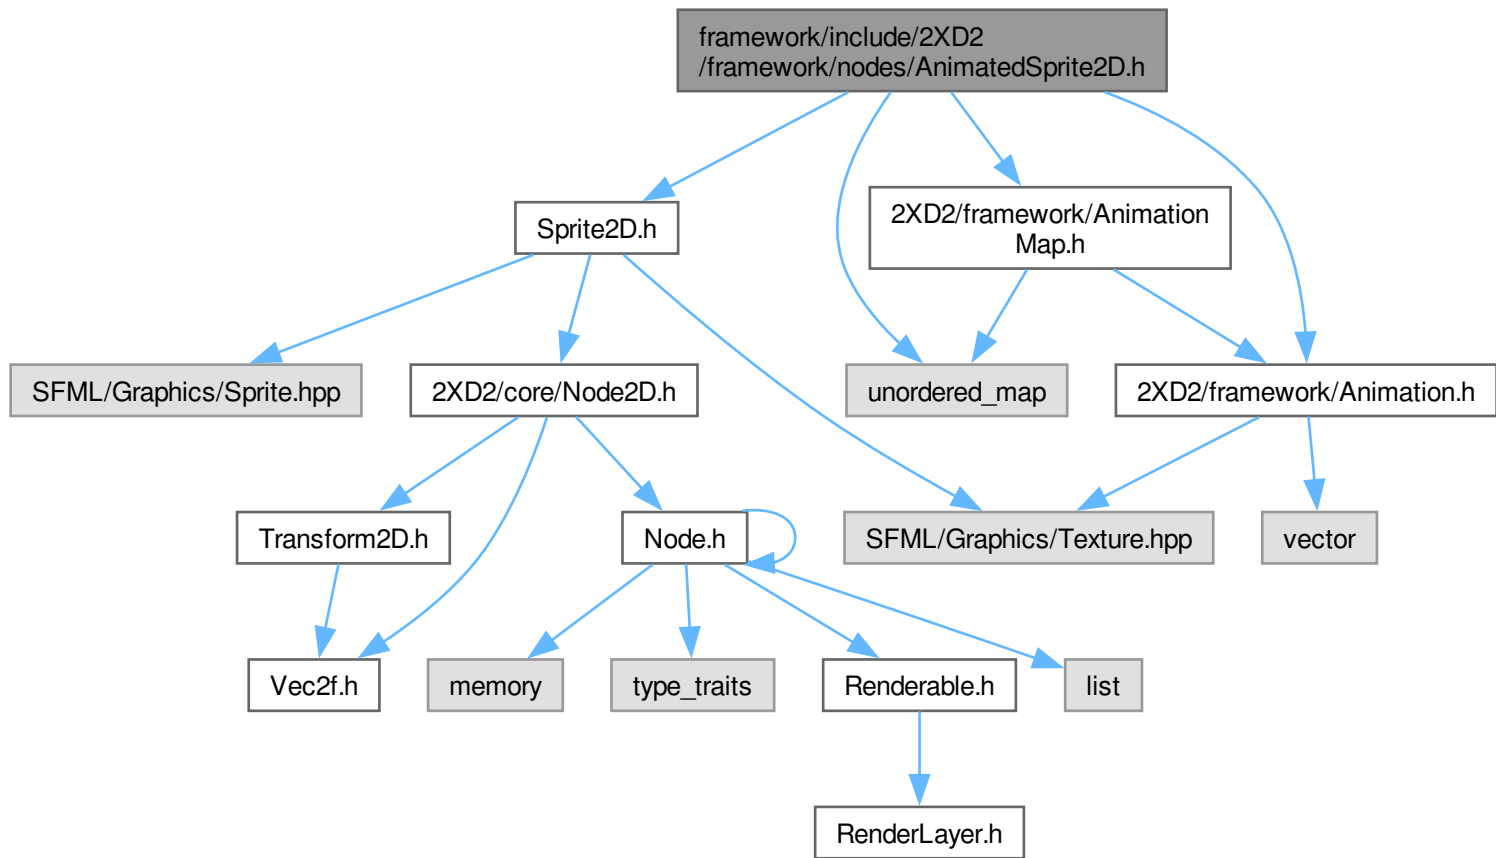 framework/include/2XD2
/framework/nodes/AnimatedSprite2D.h
Sprite2D.h
2XD2/framework/Animation
Map.h
SFML/Graphics/Sprite.hpp
2XD2/core/Node2D.h
unordered_map
2XD2/framework/Animation.h
Transform2D.h
Node.h
SFML/Graphics/Texture.hpp
vector
Vec2f.h
memory
type_traits
Renderable.h
list
RenderLayer.h